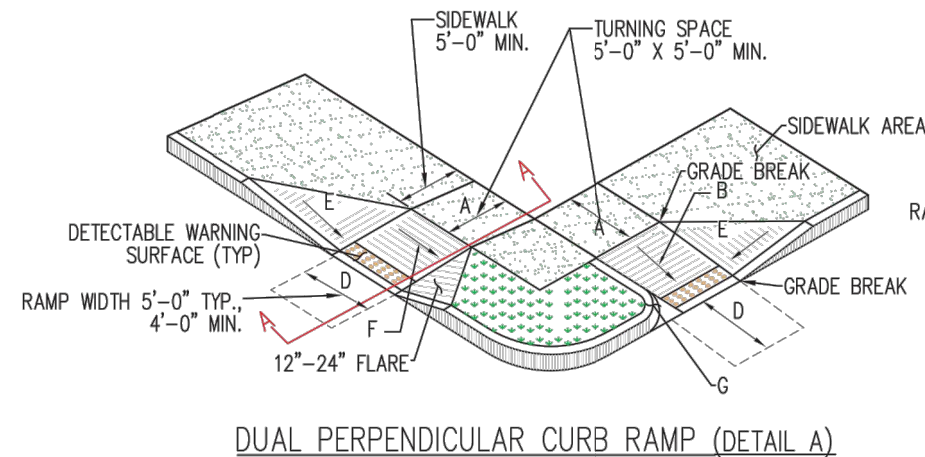 SIDEWALK
5'-0" MIN.
TURNING SPACE
5'-0" X 5'-0" MIN.
SIDEWALK AREA
GRADE BREAK
B
A
E
A
A
E
RA
DETECTABLE WARNING
SURFACE (TYP)
D
RAMP WIDTH 5'-0" TYP.,
4'-0" MIN.
A
F
12"-24" FLARE
GRADE BREAK
D
G
DUAL PERPENDICULAR CURB RAMP (DETAIL A)